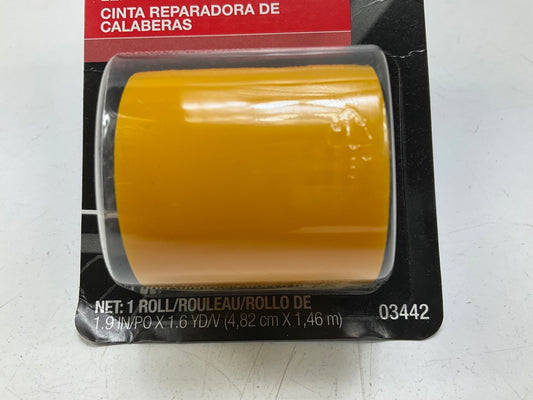 CINTA REPARADORA DE
CALABERAS
NET: 1 ROLL/ROULEAU/ROLLO DE
1.9 IN/PO X 1.6 YD/V (4,82 cm X 1,46 m)
03442